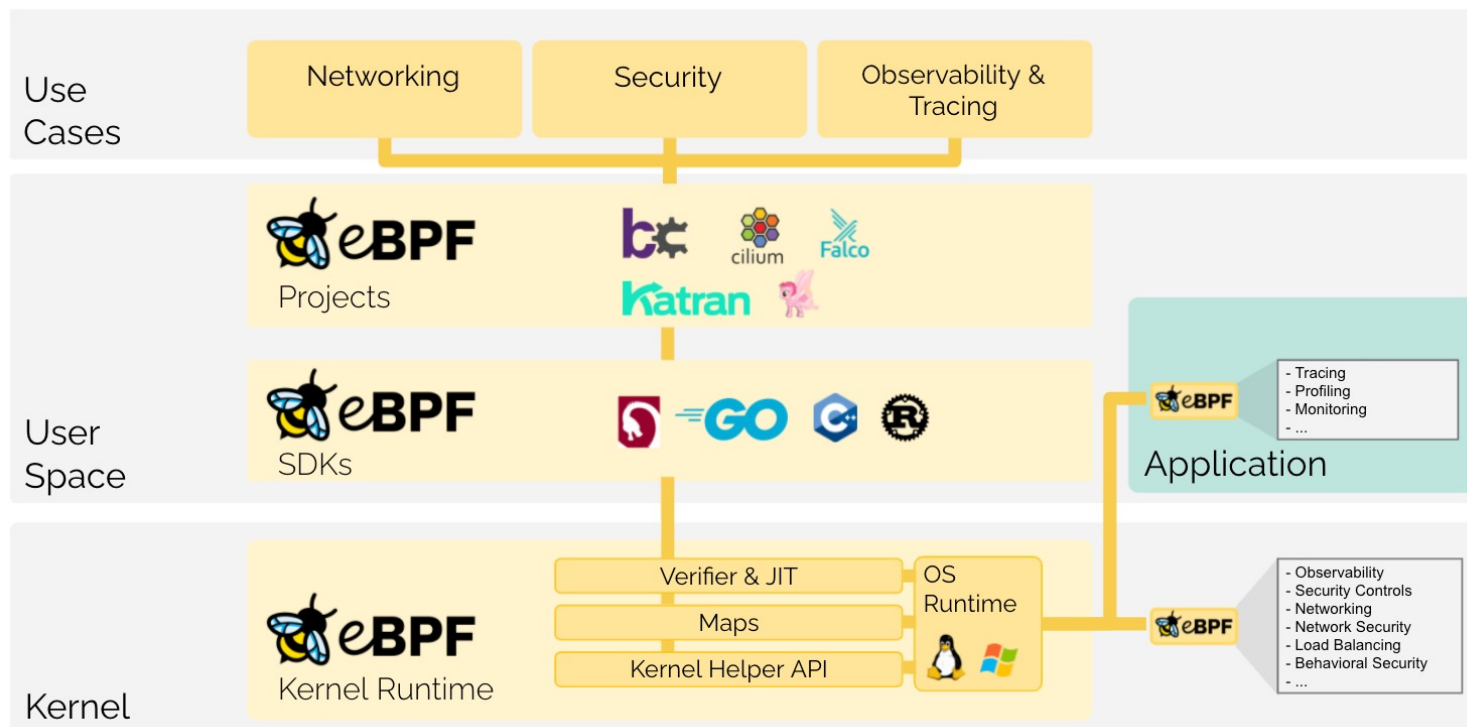 Use
Cases
Networking
Security
Observability &
Tracing
eBPF
Projects
bc
cilium
Falco
Katran
User
Space
eBPF
SDKs
GO
C++
R
eBPF
- Tracing
- Profiling
- Monitoring
- ...
Application
Kernel
eBPF
Kernel Runtime
Verifier & JIT
Maps
Kernel Helper API
OS
Runtime
eBPF
- Observability
- Security Controls
- Networking
- Network Security
- Load Balancing
- Behavioral Security
- ...